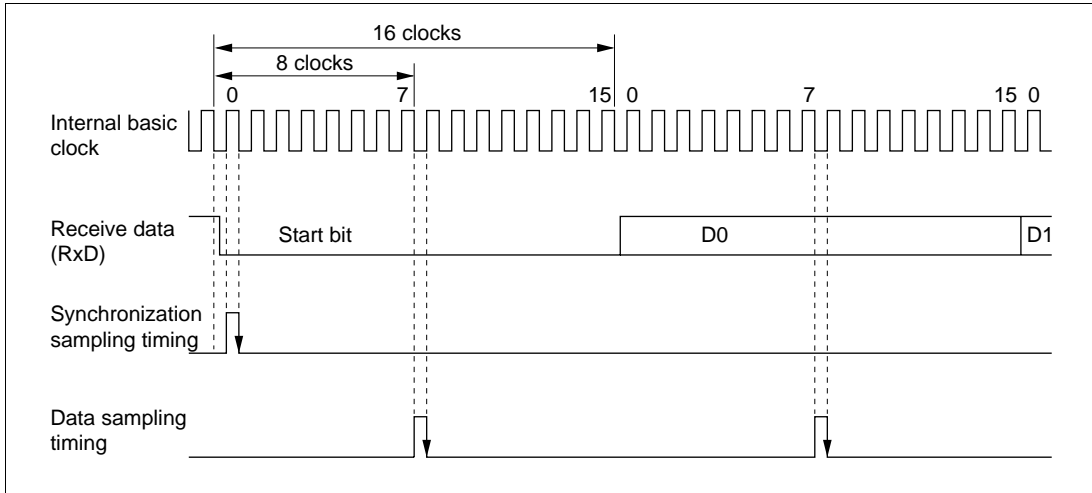 16 clocks
8 clocks
0 7 15 0 7 15 0
Internal basic
clock
Receive data
(RxD)
Start bit D0 D1
Synchronization
sampling timing
Data sampling
timing